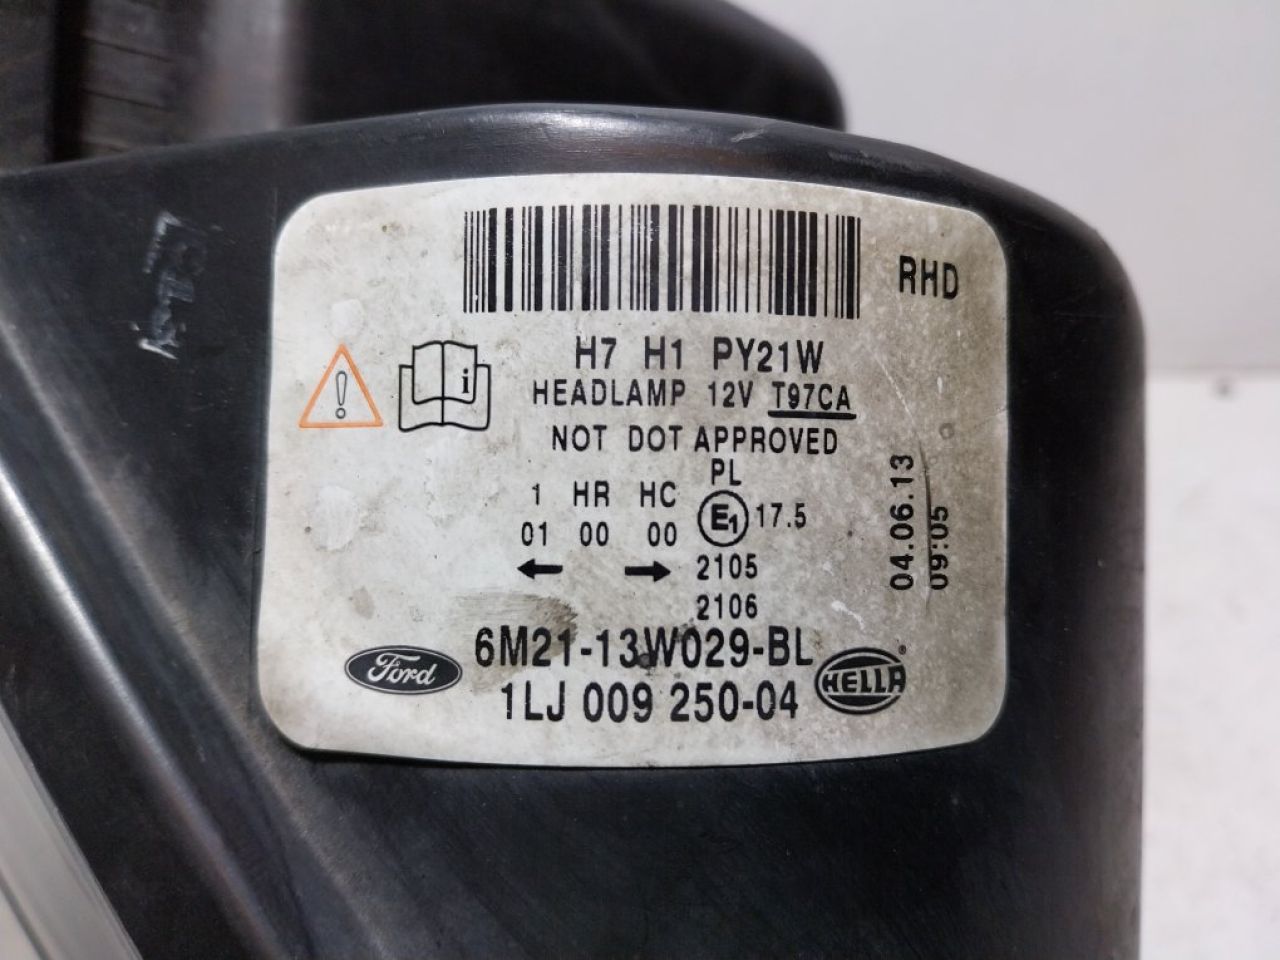 RHD
H7 H1 PY21W
HEADLAMP 12V T97CA
NOT DOT APPROVED
PL
1 HR HC E1 17.5
01 00 00
← → 2105
2106
04.06.13
09:05
6M21-13W029-BL
Ford
1LJ 009 250-04
HELLA®